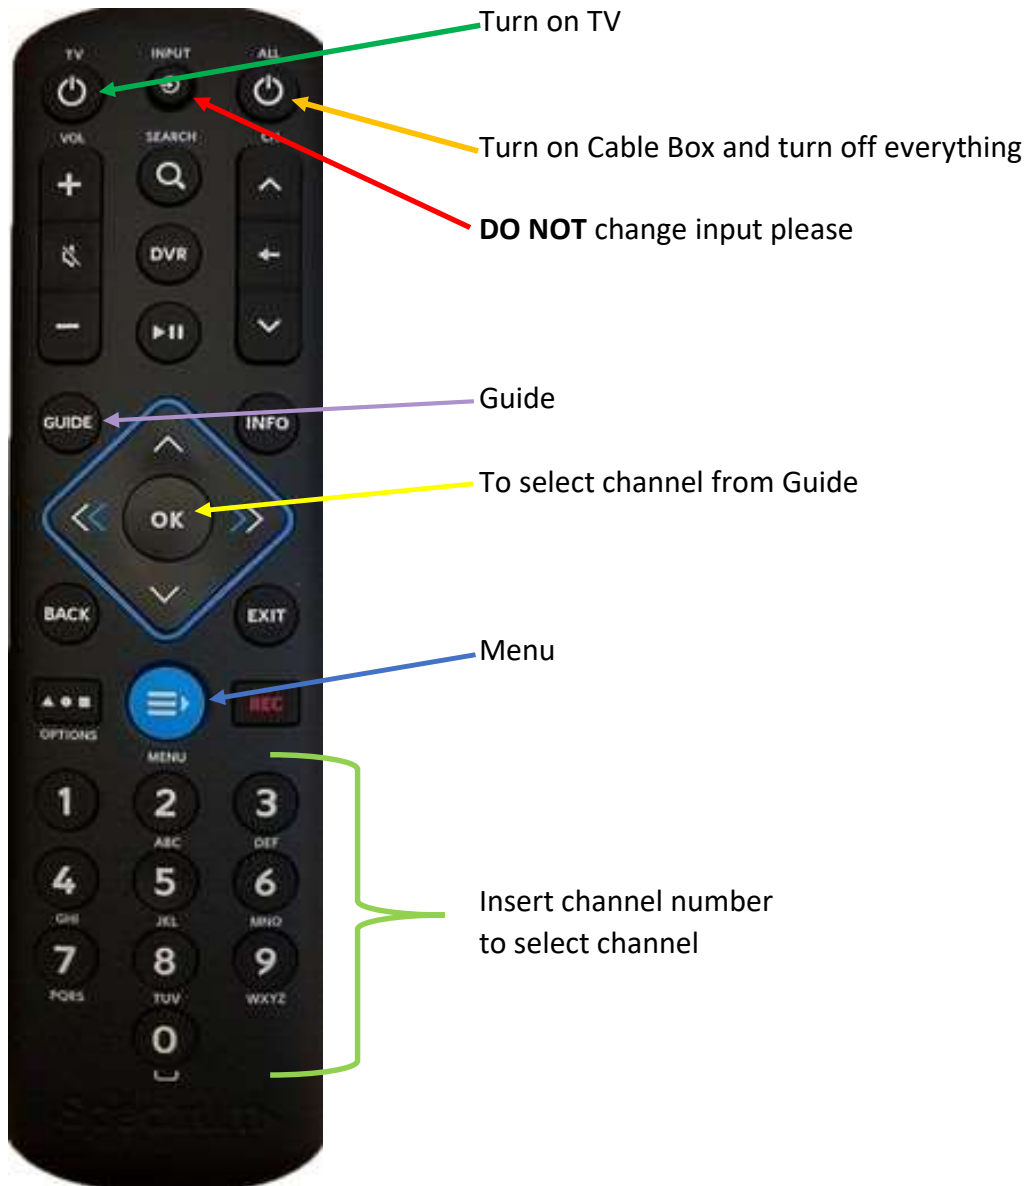 Turn on TV
TV INPUT ALL
Turn on Cable Box and turn off everything
VOL SEARCH CH
DO NOT change input please
DVR
Guide
GUIDE INFO
To select channel from Guide
OK
BACK EXIT
Menu
REC
OPTIONS
MENU
1 2 3
ABC DEF
4 5 6
Insert channel number
GHI JKL MNO
to select channel
7 8 9
PQRS TUV WXYZ
0
Spectrum